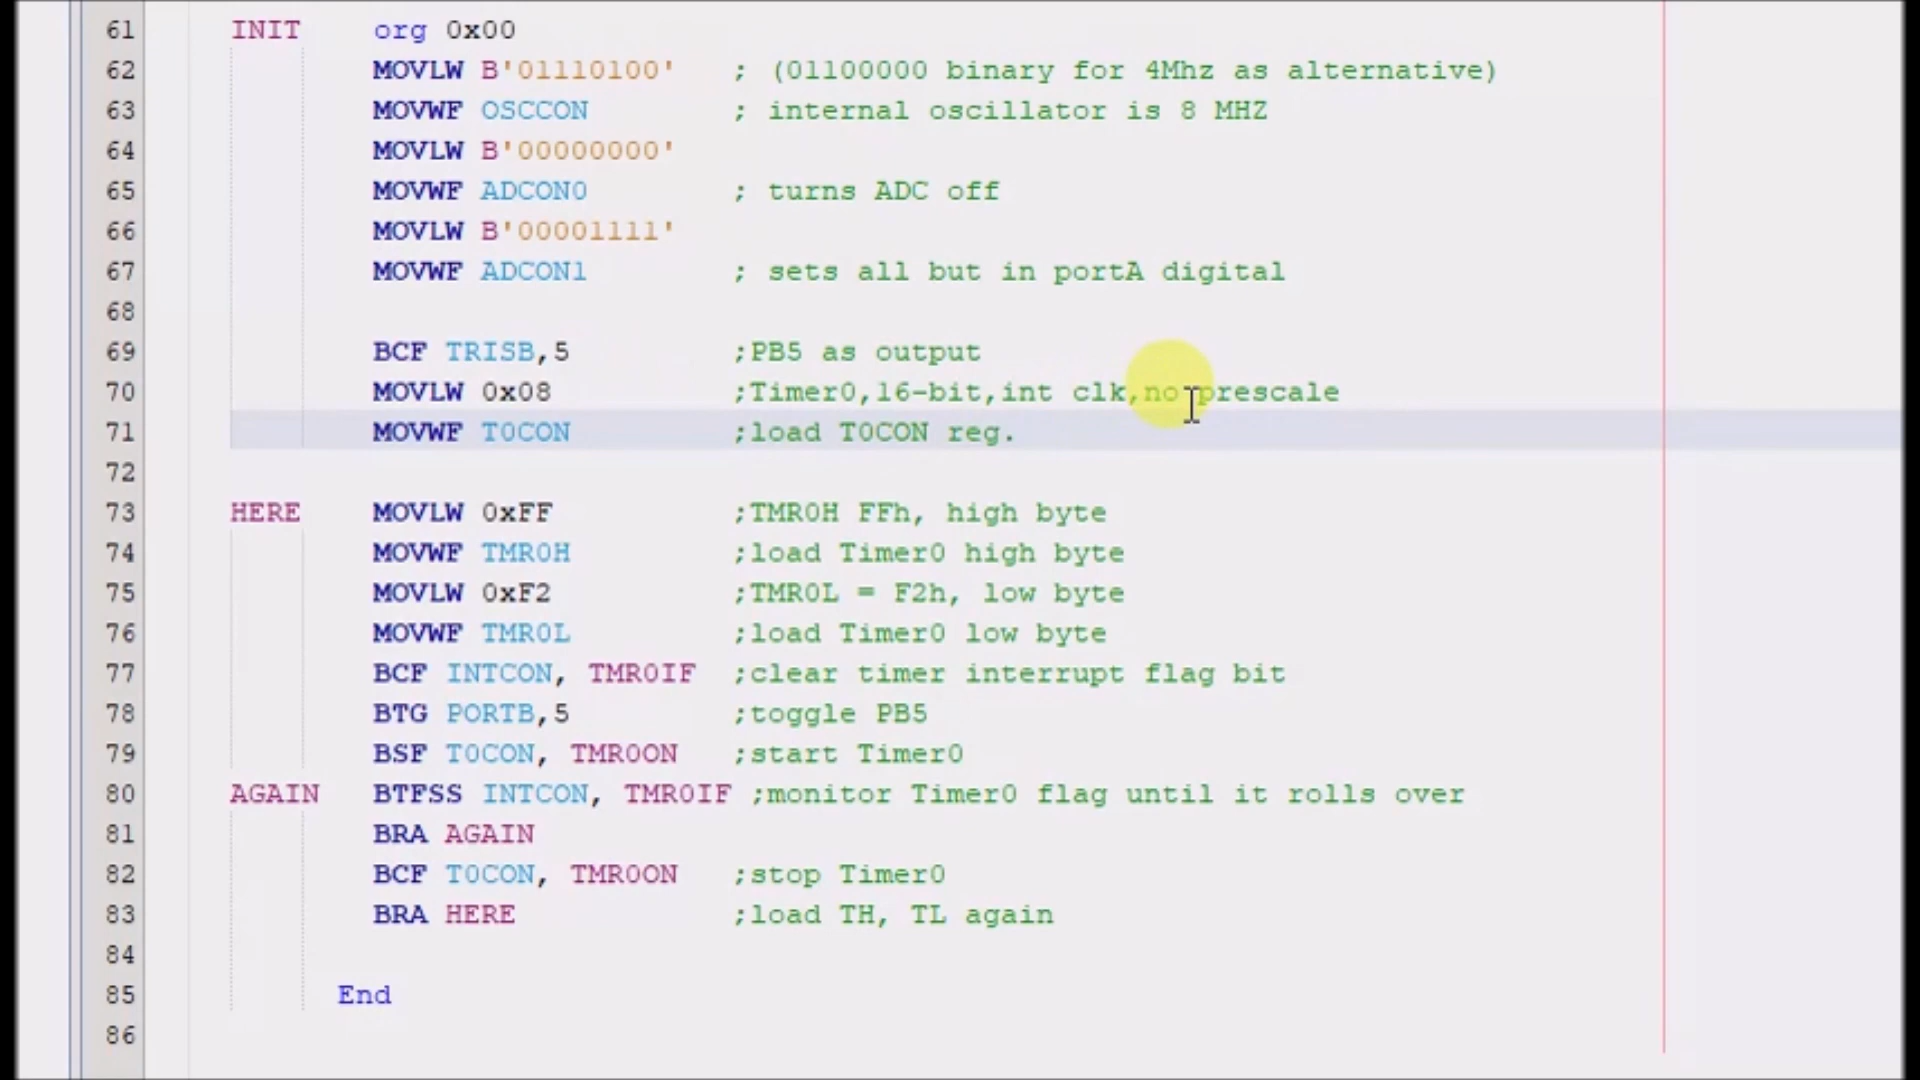 61 INIT org 0x00
62 MOVLW B'01110100' ; (01100000 binary for 4Mhz as alternative)
63 MOVWF OSCCON ; internal oscillator is 8 MHZ
64 MOVLW B'00000000'
65 MOVWF ADCON0 ; turns ADC off
66 MOVLW B'00001111'
67 MOVWF ADCON1 ; sets all but in portA digital
68
69 BCF TRISB,5 ;PB5 as output
70 MOVLW 0x08 ;Timer0,16-bit,int clk,no prescale
71 MOVWF T0CON ;load T0CON reg.
72
73 HERE MOVLW 0xFF ;TMR0H FFh, high byte
74 MOVWF TMR0H ;load Timer0 high byte
75 MOVLW 0xF2 ;TMR0L = F2h, low byte
76 MOVWF TMR0L ;load Timer0 low byte
77 BCF INTCON, TMR0IF ;clear timer interrupt flag bit
78 BTG PORTB,5 ;toggle PB5
79 BSF T0CON, TMR0ON ;start Timer0
80 AGAIN BTFSS INTCON, TMR0IF ;monitor Timer0 flag until it rolls over
81 BRA AGAIN
82 BCF T0CON, TMR0ON ;stop Timer0
83 BRA HERE ;load TH, TL again
84
85 End
86